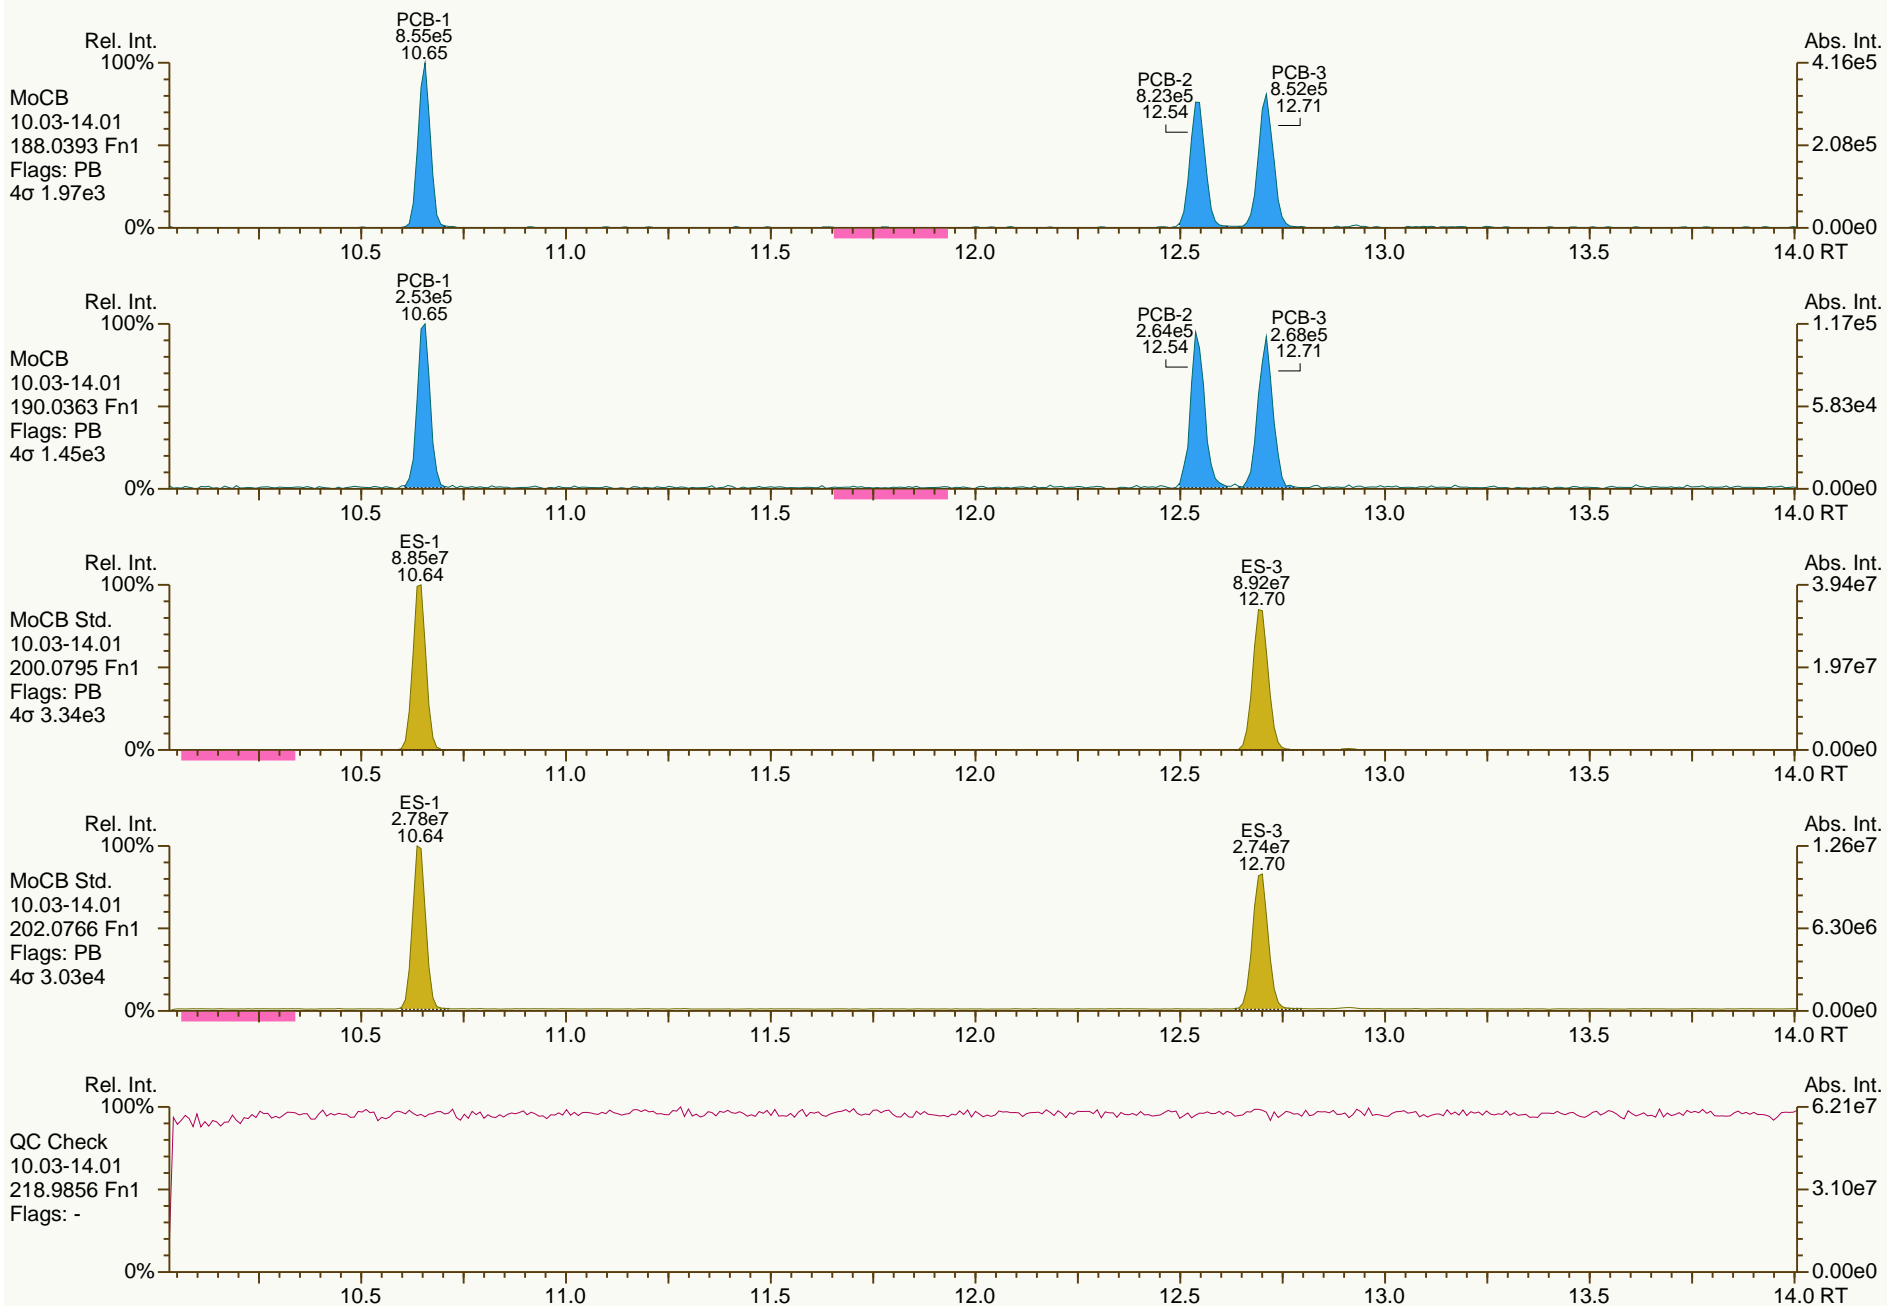 PCB-1
8.55e5
10.65
Rel. Int.
Abs. Int.
100%
4.16e5
PCB-2
8.23e5
12.54
PCB-3
8.52e5
12.71
MoCB
10.03-14.01
188.0393 Fn1
Flags: PB
4σ 1.97e3
2.08e5
0%
0.00e0
10.5 11.0 11.5 12.0 12.5 13.0 13.5 14.0 RT
PCB-1
2.53e5
10.65
Rel. Int.
Abs. Int.
100%
1.17e5
PCB-2
2.64e5
12.54
PCB-3
2.68e5
12.71
MoCB
10.03-14.01
190.0363 Fn1
Flags: PB
4σ 1.45e3
5.83e4
0%
0.00e0
10.5 11.0 11.5 12.0 12.5 13.0 13.5 14.0 RT
ES-1
8.85e7
10.64
Rel. Int.
Abs. Int.
100%
3.94e7
ES-3
8.92e7
12.70
MoCB Std.
10.03-14.01
200.0795 Fn1
Flags: PB
4σ 3.34e3
1.97e7
0%
0.00e0
10.5 11.0 11.5 12.0 12.5 13.0 13.5 14.0 RT
ES-1
2.78e7
10.64
Rel. Int.
Abs. Int.
100%
1.26e7
ES-3
2.74e7
12.70
MoCB Std.
10.03-14.01
202.0766 Fn1
Flags: PB
4σ 3.03e4
6.30e6
0%
0.00e0
10.5 11.0 11.5 12.0 12.5 13.0 13.5 14.0 RT
Rel. Int.
Abs. Int.
100%
6.21e7
QC Check
10.03-14.01
218.9856 Fn1
Flags: -
3.10e7
0%
0.00e0
10.5 11.0 11.5 12.0 12.5 13.0 13.5 14.0 RT